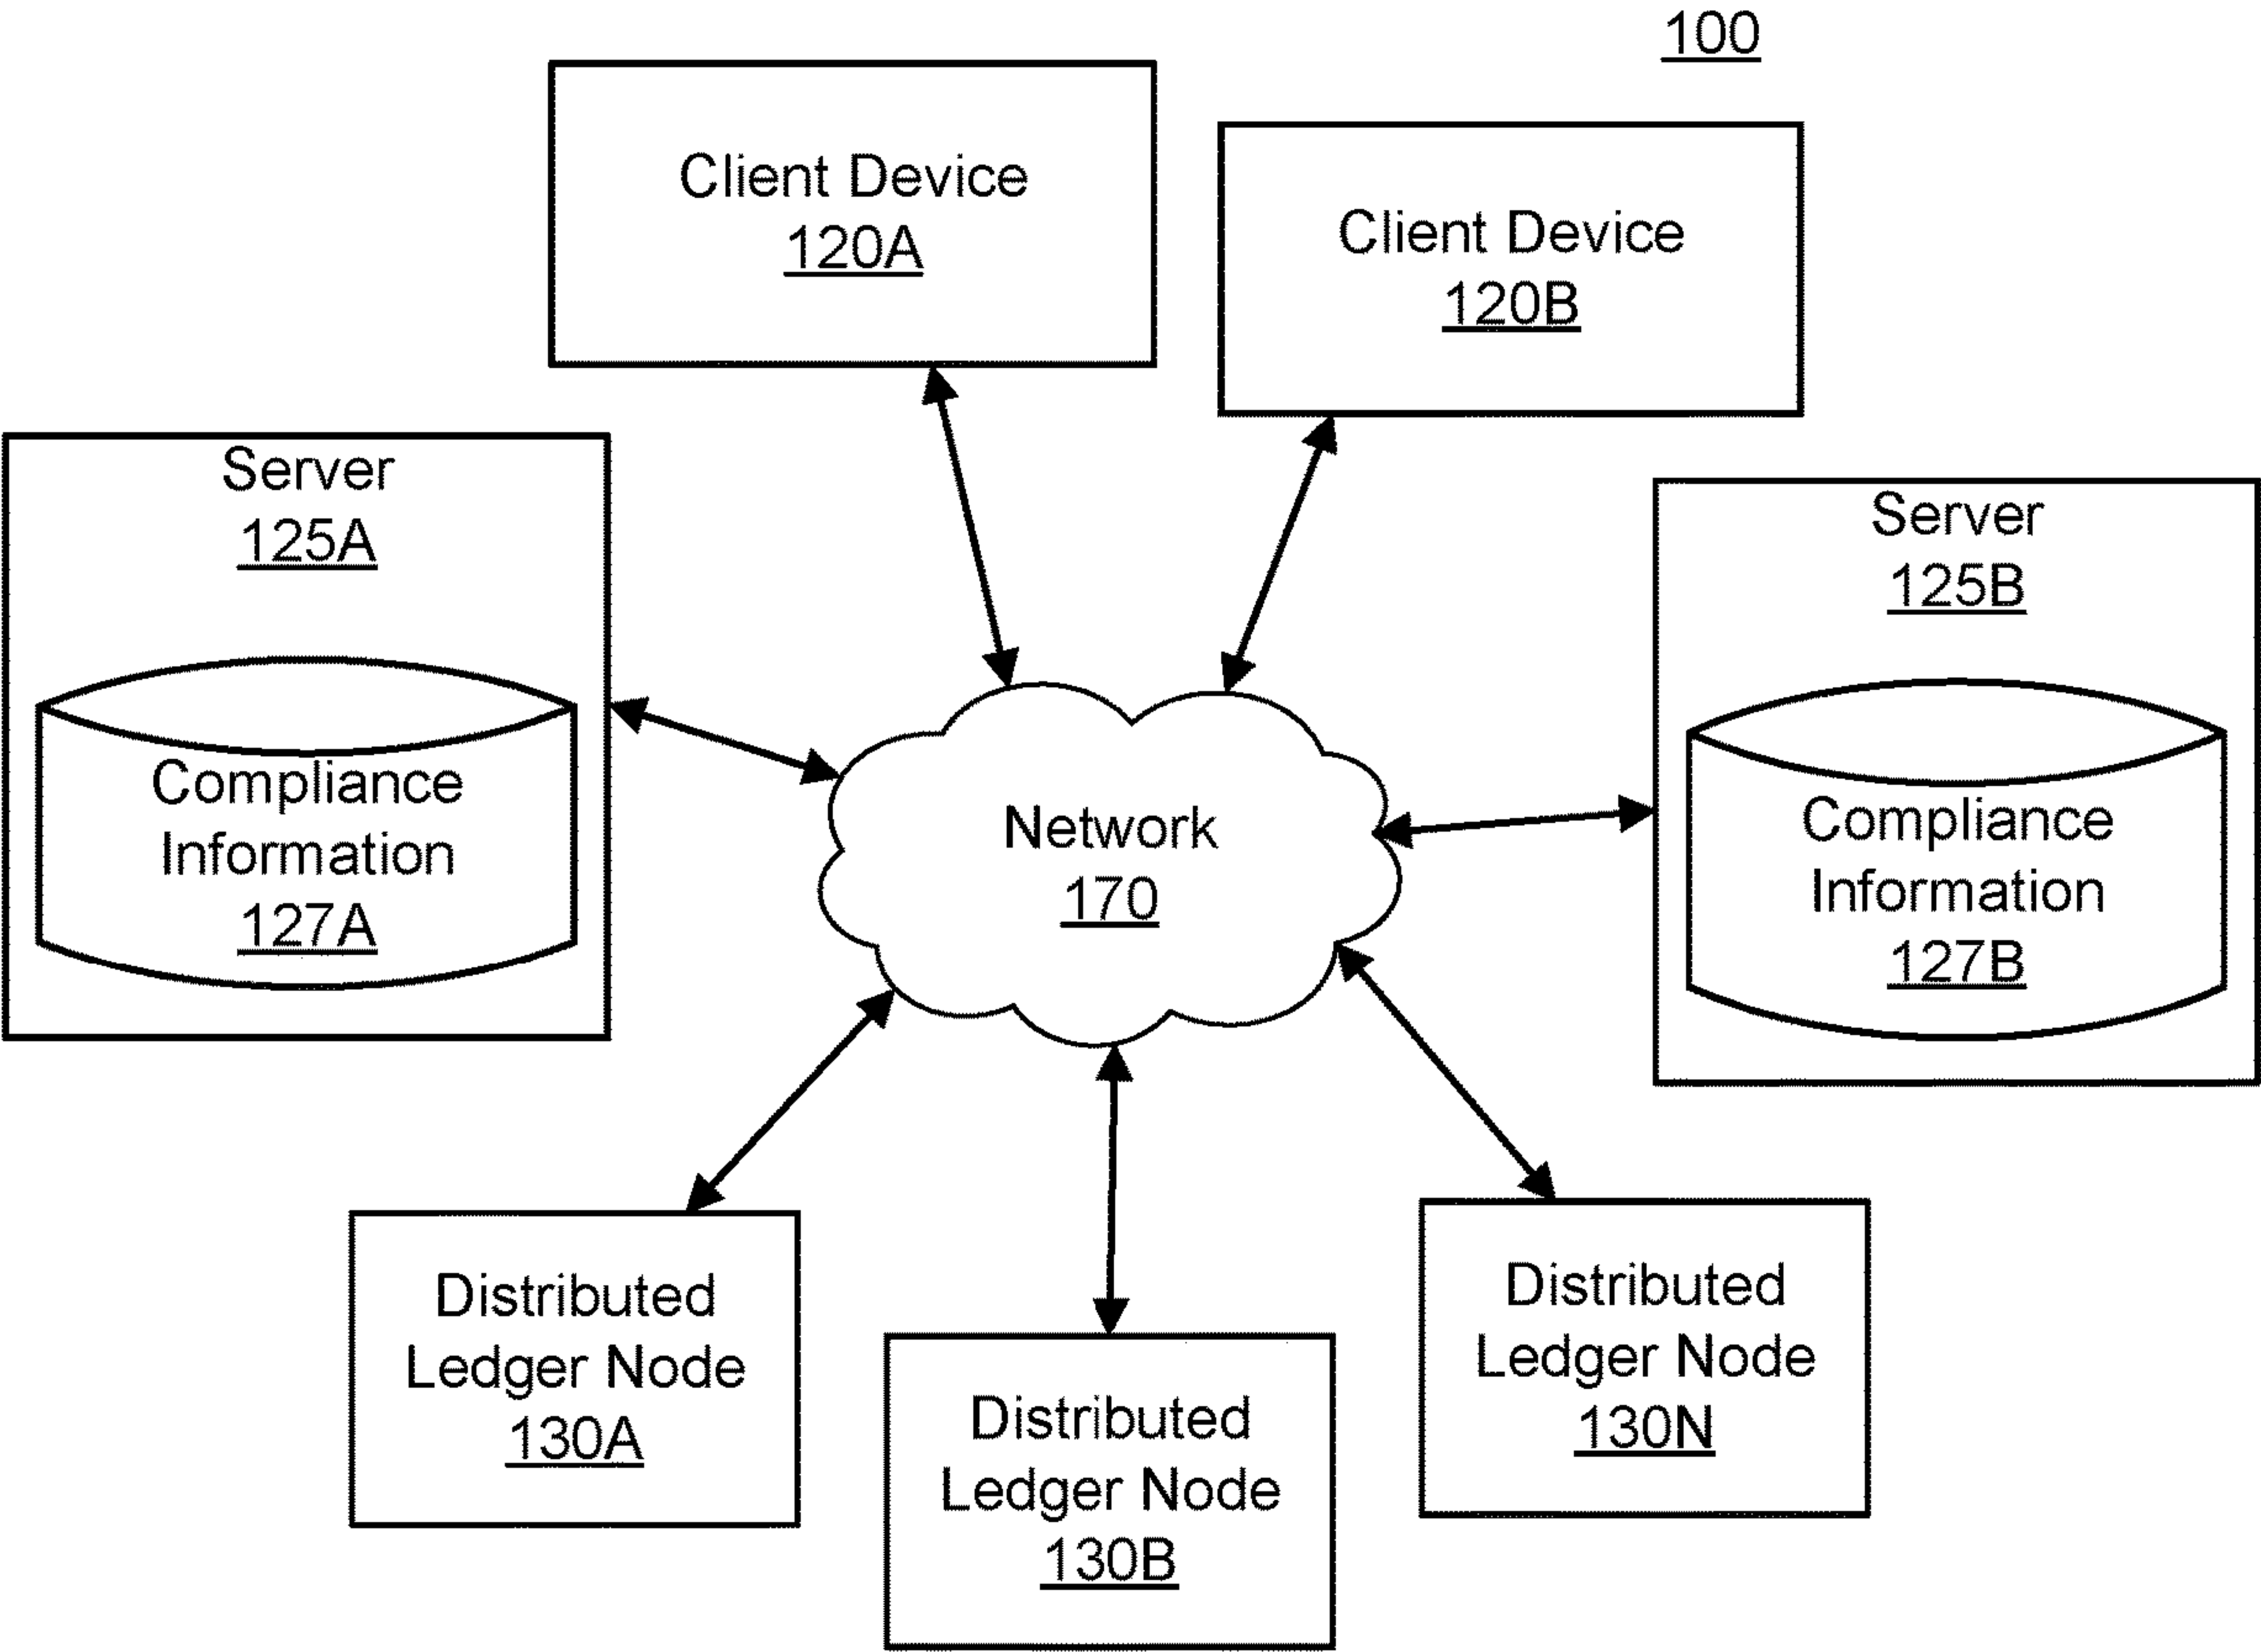 100
Client Device
120A
Client Device
120B
Server
125A
Compliance
Information
127A
Server
125B
Compliance
Information
127B
Network
170
Distributed
Ledger Node
130A
Distributed
Ledger Node
130B
Distributed
Ledger Node
130N